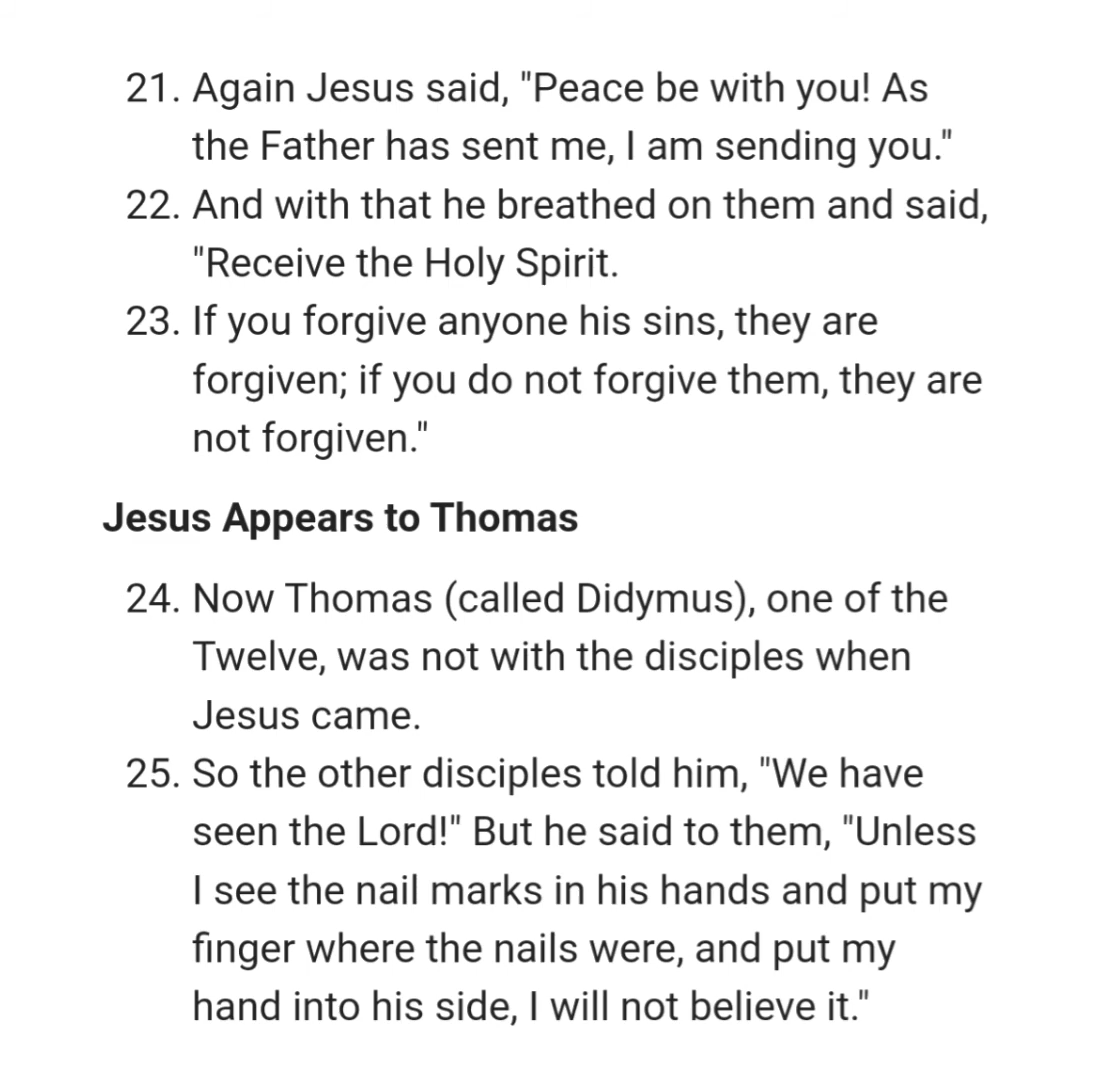 21. Again Jesus said, "Peace be with you! As
the Father has sent me, I am sending you."
22. And with that he breathed on them and said,
"Receive the Holy Spirit.
23. If you forgive anyone his sins, they are
forgiven; if you do not forgive them, they are
not forgiven."
Jesus Appears to Thomas
24. Now Thomas (called Didymus), one of the
Twelve, was not with the disciples when
Jesus came.
25. So the other disciples told him, "We have
seen the Lord!" But he said to them, "Unless
I see the nail marks in his hands and put my
finger where the nails were, and put my
hand into his side, I will not believe it."